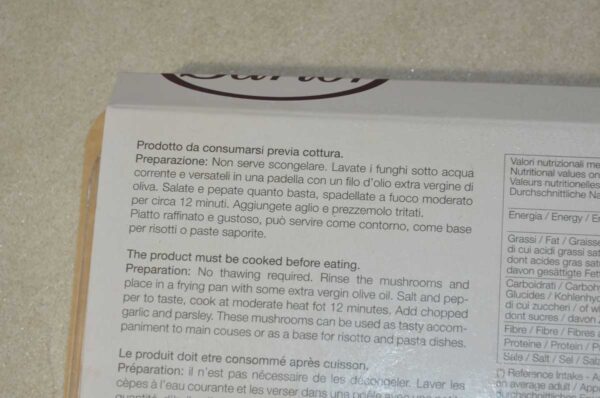 Prodotto da consumarsi previa cottura.
Preparazione: Non serve scongelare. Lavate i funghi sotto acqua
corrente e versateli in una padella con un filo d'olio extra vergine di
oliva. Salate e pepate quanto basta, spadellate a fuoco moderato
per circa 12 minuti. Aggiungete aglio e prezzemolo tritati.
Piatto raffinato e gustoso, può servire come contorno, come base
per risotti o paste saporite.
The product must be cooked before eating.
Preparation: No thawing required. Rinse the mushrooms and
place in a frying pan with some extra vergin olive oil. Salt and pep-
per to taste, cook at moderate heat fot 12 minutes. Add chopped
garlic and parsley. These mushrooms can be used as tasty accom-
paniment to main couses or as a base for risotto and pasta dishes.
Le produit doit etre consommé après cuisson.
Préparation: il n'est pas nécessaire de les décongeler. Laver les
cèpes à l'eau courante et les verser dans une poêle avec
Valori nutrizionali
Nutritional values on
Valeurs nutritionelles
Durchschnittliche
Energia / Energy /
Grassi / Fat /
di cui acidi grassi
dont acides gras
davon gesättigte
Carboidrati /
Glucides /
di cui zuccheri / of
dont sucres / davon
Fibre / Fibre / Fibres
Proteine / Protein /
Sale / Salt / Sel /
(*) Reference Intake -
an average adult /
durchschnittlichen